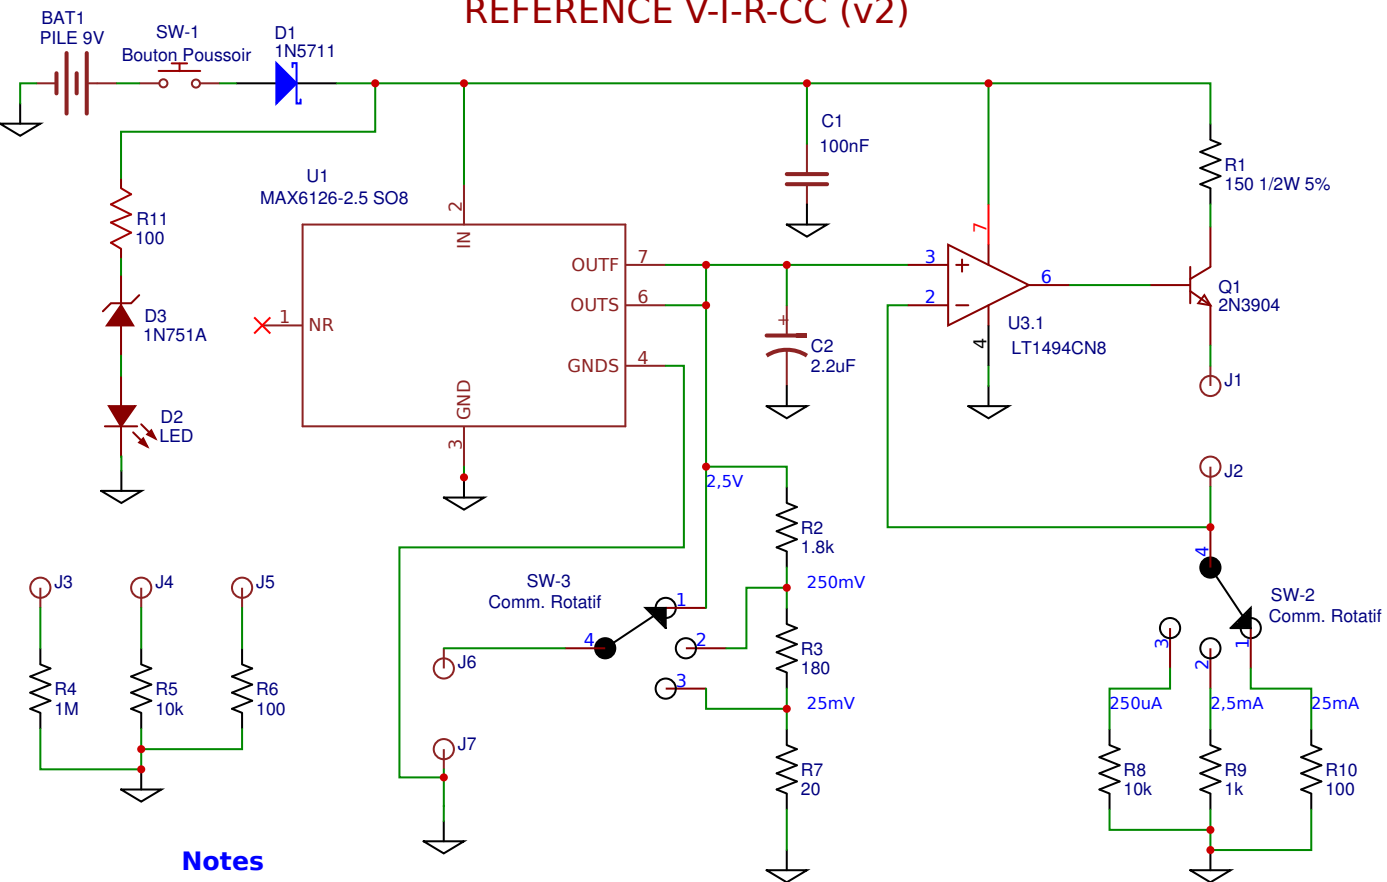 REFERENCE V-I-R-CC (v2)
BAT1
PILE 9V
SW-1
Bouton Poussoir
D1
1N5711
C1
100nF
R1
150 1/2W 5%
U1
MAX6126-2.5 SO8
R11
100
2
IN
7
OUTF
7
3
6
Q1
2N3904
OUTS
6
2
1
NR
D3
1N751A
+
C2
2.2uF
U3.1
LT1494CN8
4
GNDS
4
J1
GND
3
D2
LED
2,5V
J2
R2
1.8k
250mV
4
J3
J4
J5
SW-3
Comm. Rotatif
1
4
2
3
SW-2
Comm. Rotatif
3
2
1
J6
R3
180
R4
1M
R5
10k
R6
100
25mV
250uA
2,5mA
25mA
J7
R7
20
R8
10k
R9
1k
R10
100
Notes